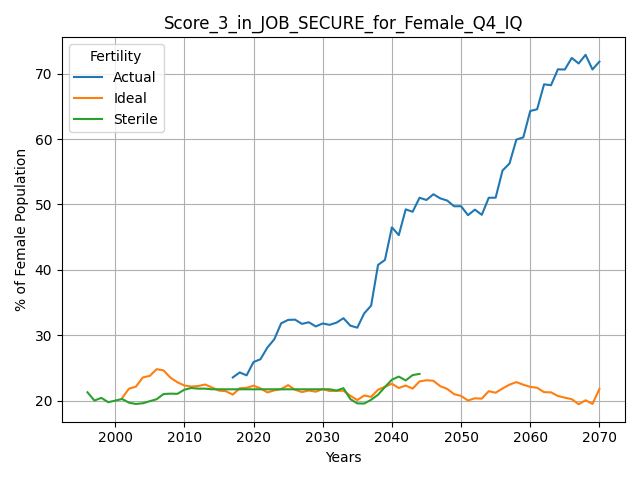 Score_3_in_JOB_SECURE_for_Female_Q4_IQ
Fertility
Actual
Ideal
Sterile
% of Female Population
70
60
50
40
30
20
2000
2010
2020
2030
2040
2050
2060
2070
Years